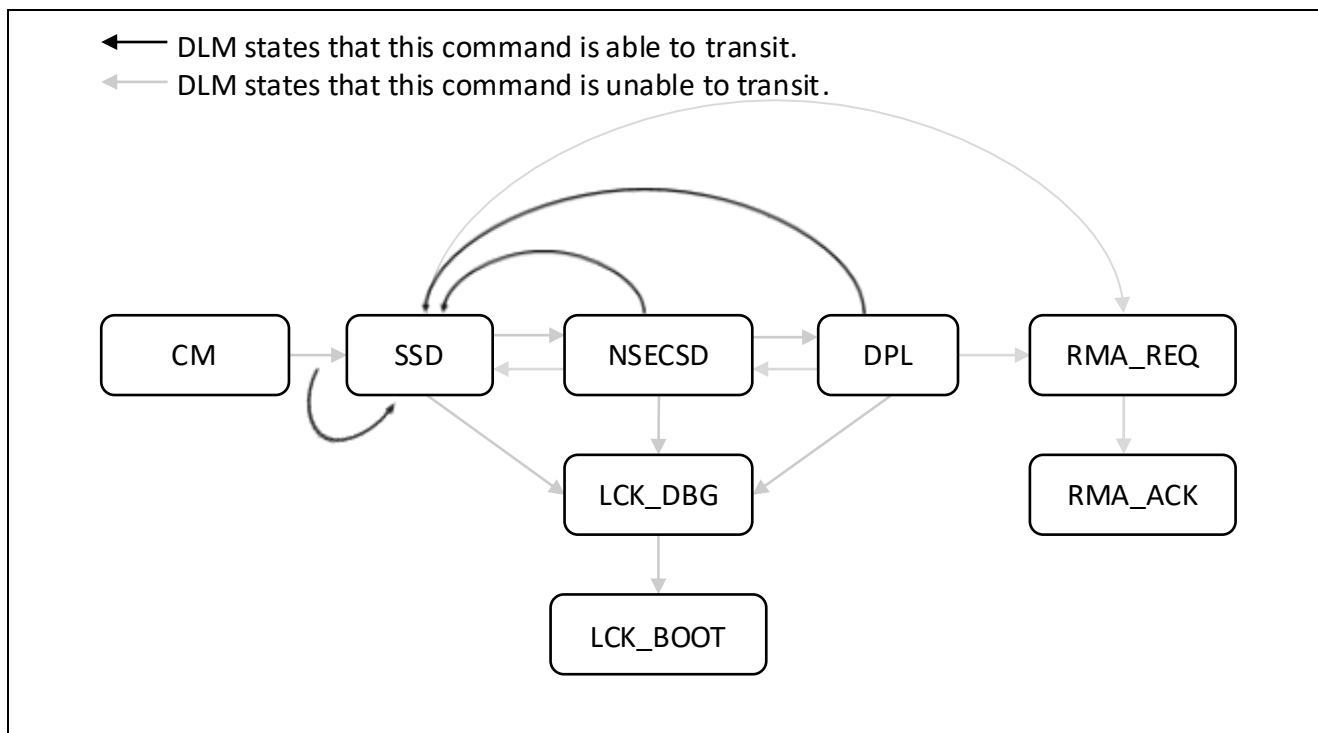 DLM states that this command is able to transit.
DLM states that this command is unable to transit.
CM
SSD
NSECSD
DPL
RMA_REQ
LCK_DBG
RMA_ACK
LCK_BOOT